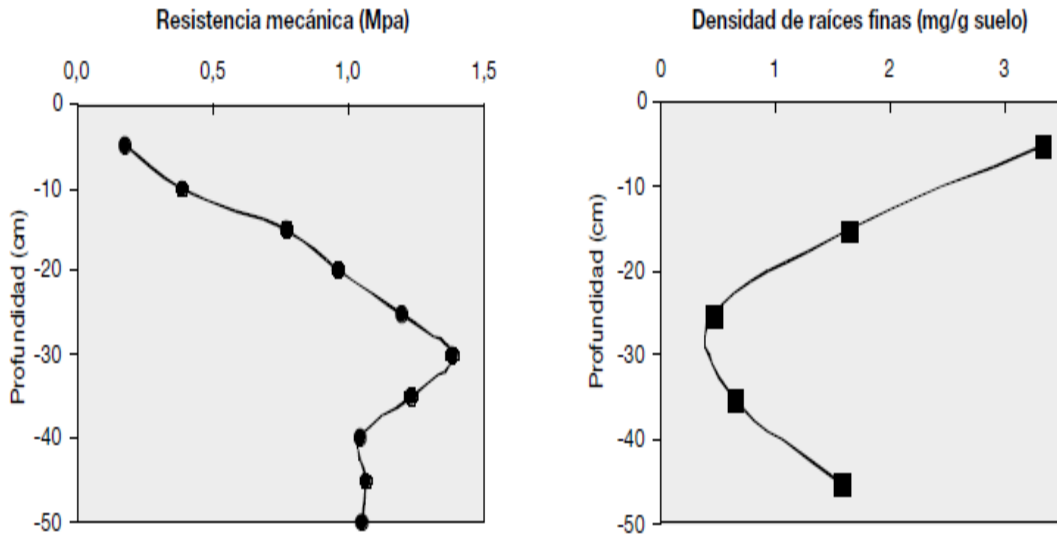 Resistencia mecánica (Mpa)
0,0 0,5 1,0 1,5
0
-10
-20
-30
-40
-50
Profundidad (cm)
Densidad de raíces finas (mg/g suelo)
0 1 2 3
0
-10
-20
-30
-40
-50
Profundidad (cm)